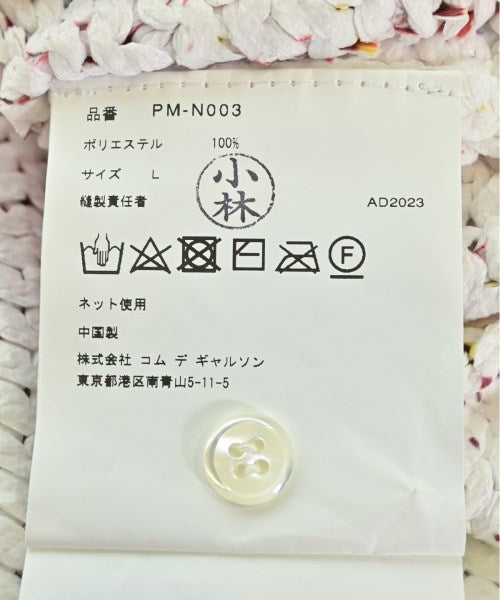 品番 PM-N003
ポリエステル 100%
サイズ L
小林
縫製責任者 AD2023
F
ネット使用
中国製
株式会社 コム デ ギャルソン
東京都港区南青山5-11-5